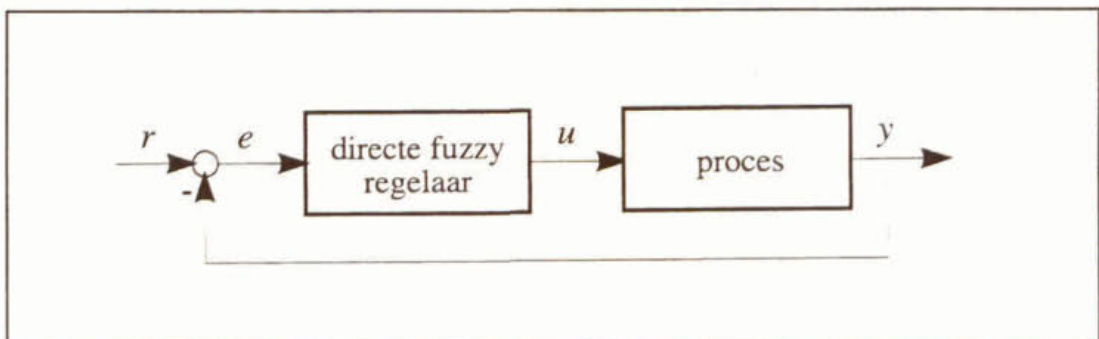 r
e
directe fuzzy
regelaar
u
proces
y
-